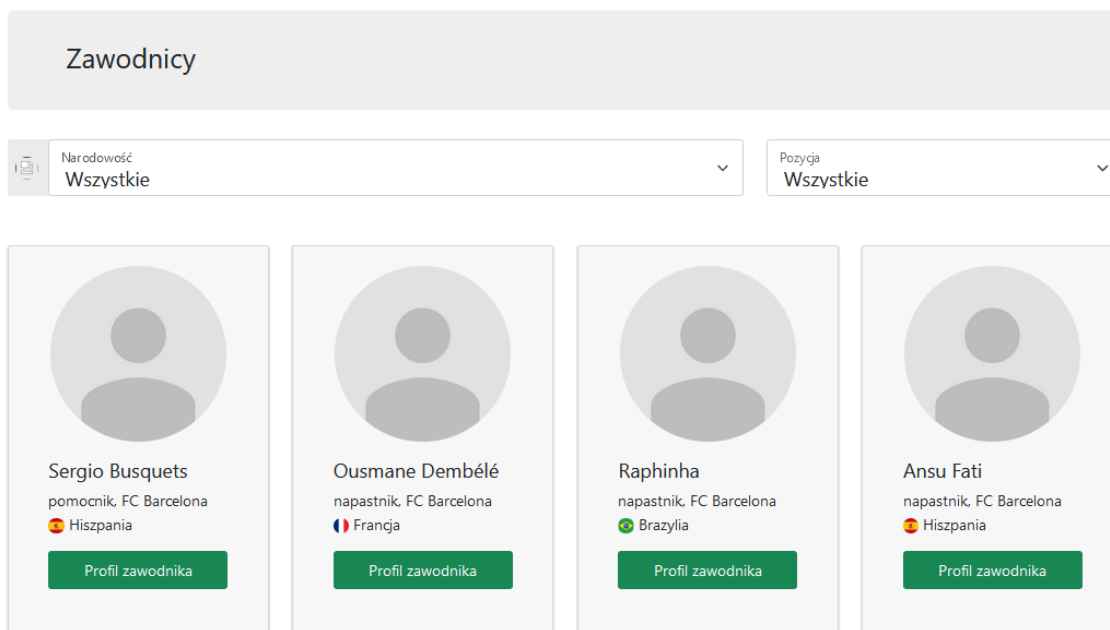 Zawodnicy
Narodowość
Wszystkie
Pozycja
Wszystkie
Sergio Busquets
pomocnik, FC Barcelona
Hiszpania
Profil zawodnika
Ousmane Dembélé
napastnik, FC Barcelona
Francja
Profil zawodnika
Raphinha
napastnik, FC Barcelona
Brazylia
Profil zawodnika
Ansu Fati
napastnik, FC Barcelona
Hiszpania
Profil zawodnika